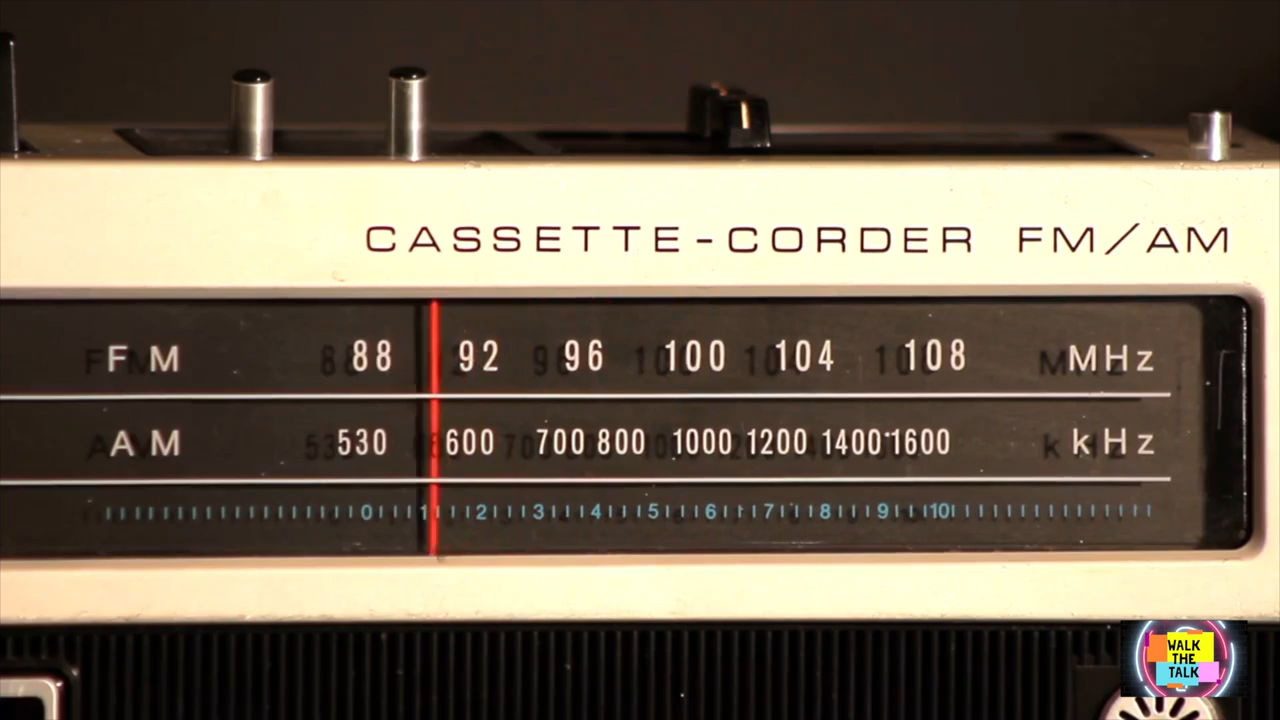 CASSETTE-CORDER FM/AM
FM 88 92 96 100 104 108 MHz
AM 530 600 700 800 1000 1200 1400 1600 kHz
0 1 2 3 4 5 6 7 8 9 10
WALK
THE
TALK